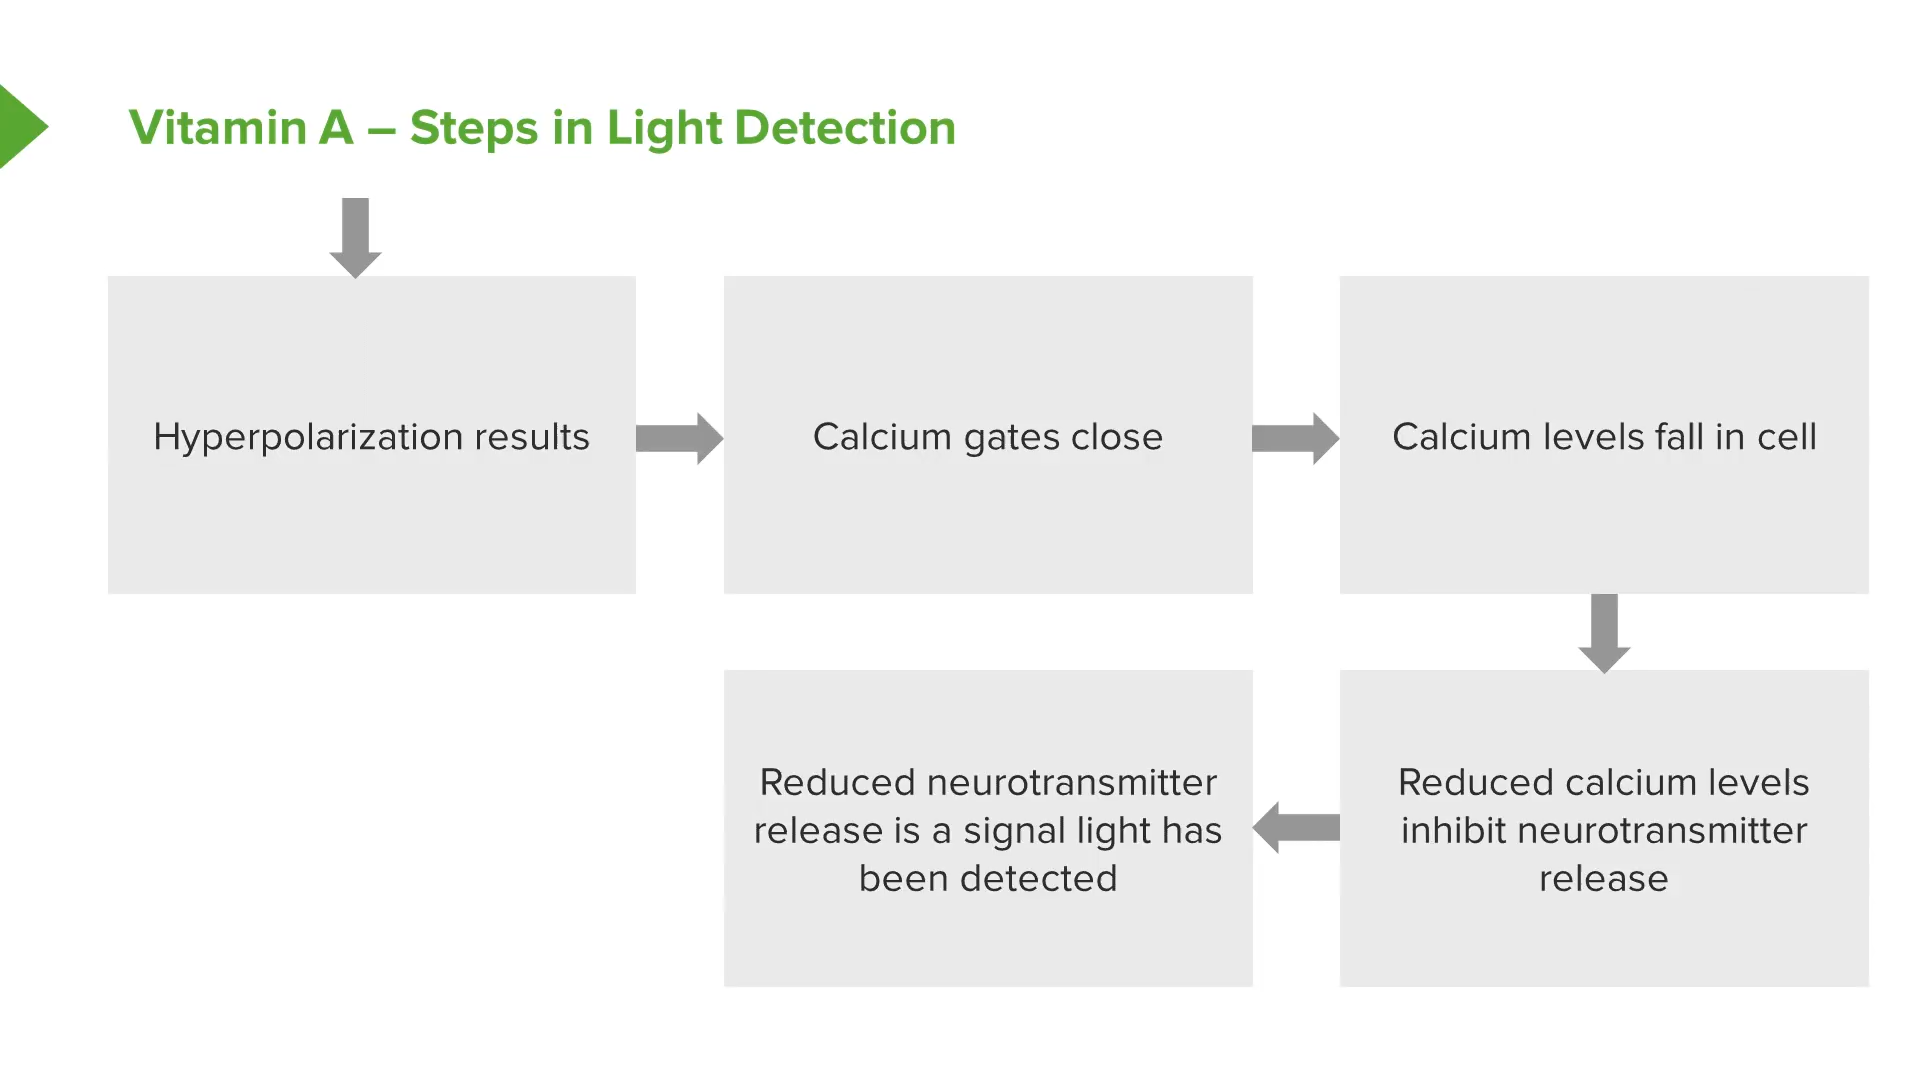 Vitamin A – Steps in Light Detection
Hyperpolarization results
Calcium gates close
Calcium levels fall in cell
Reduced calcium levels
inhibit neurotransmitter
release
Reduced neurotransmitter
release is a signal light has
been detected